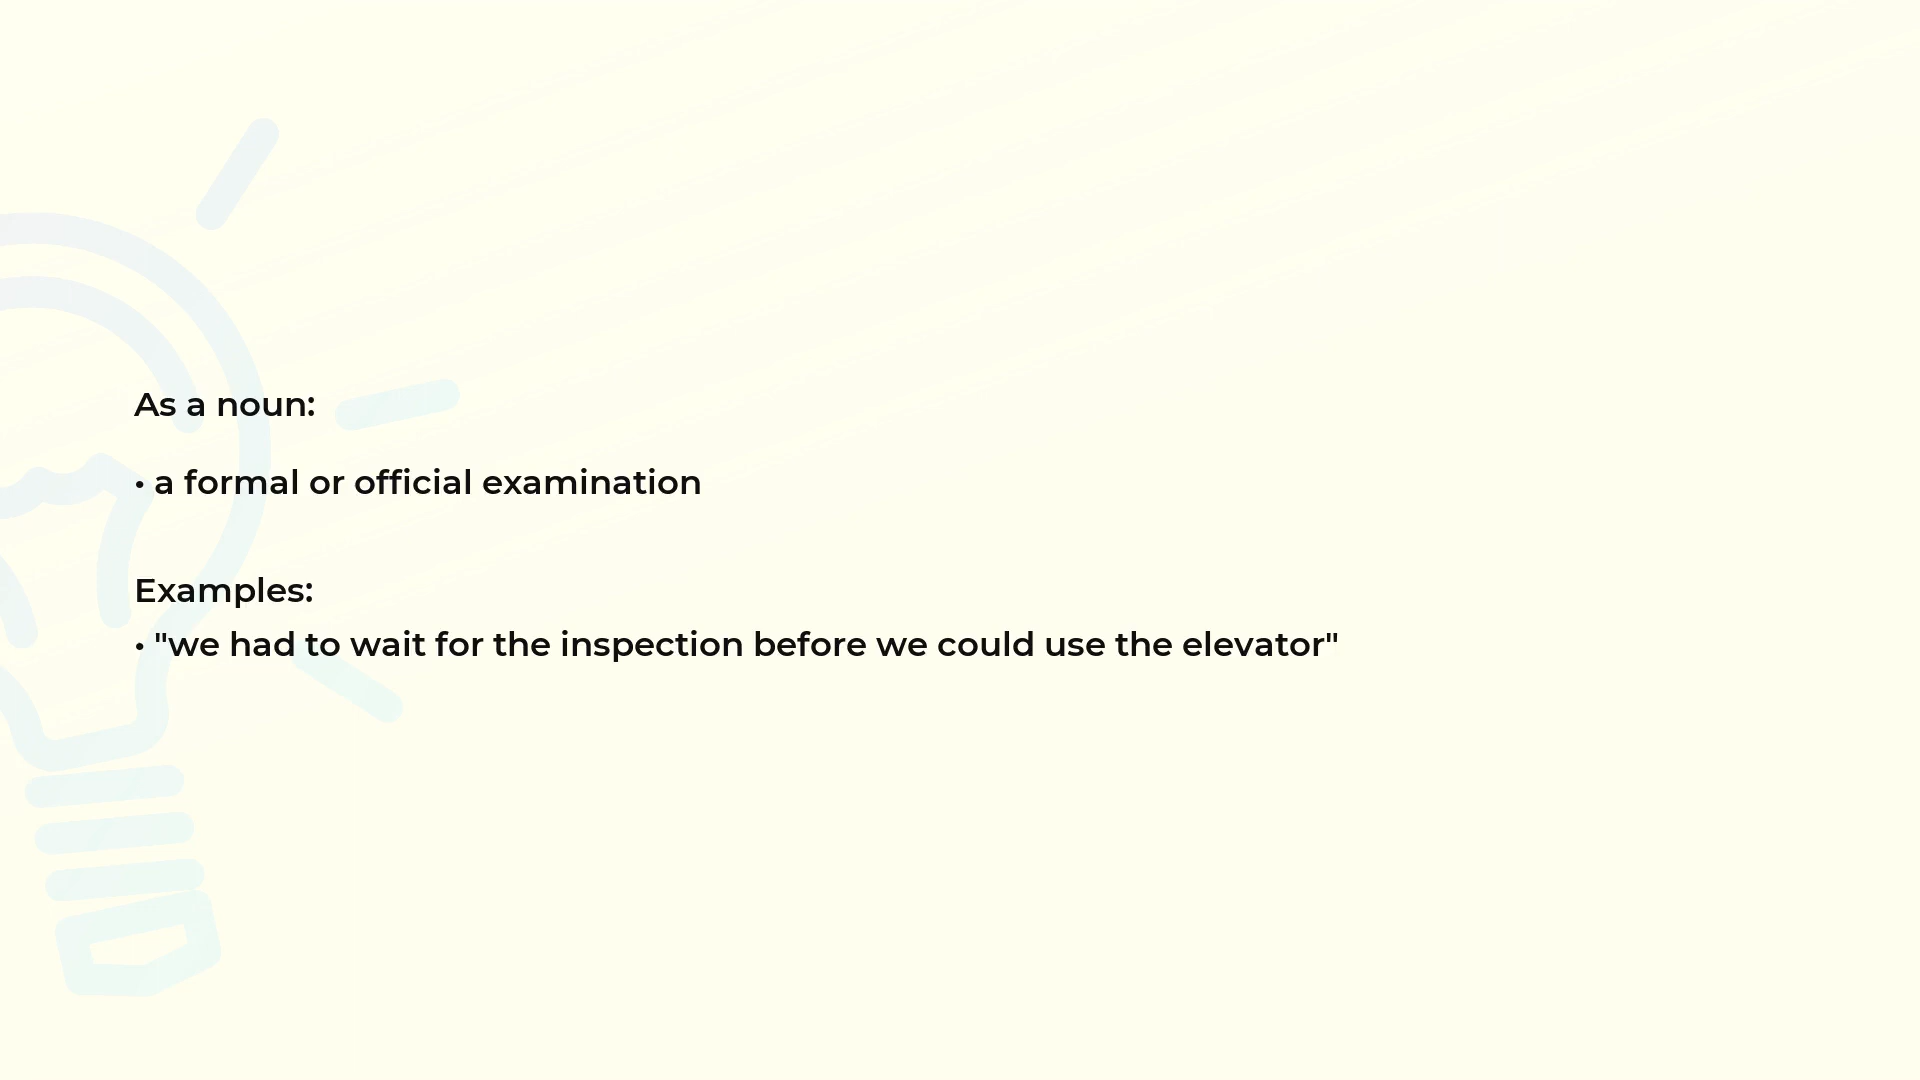 As a noun:
• a formal or official examination
Examples:
• "we had to wait for the inspection before we could use the elevator"